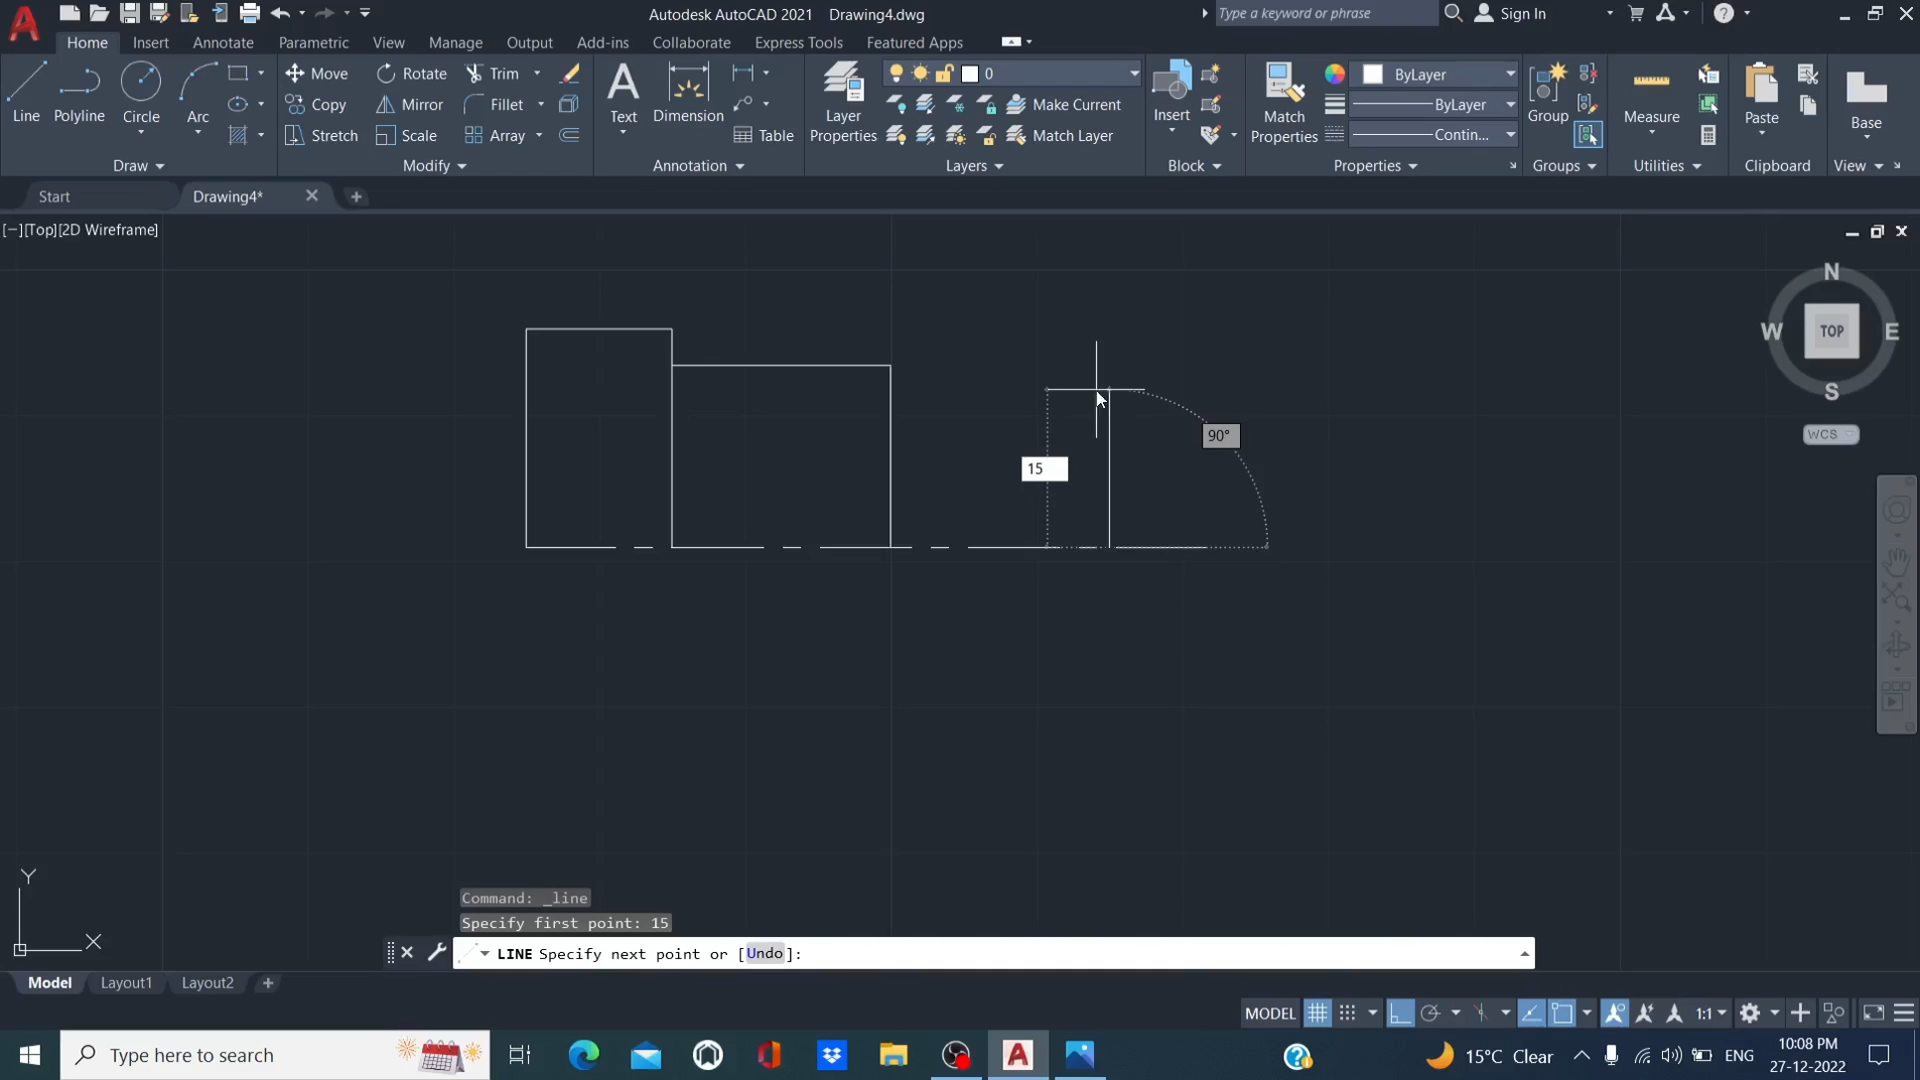 Autodesk AutoCAD 2021 Drawing4.dwg
Type a keyword or phrase
Sign In
Home Insert Annotate Parametric View Manage Output Add-ins Collaborate Express Tools Featured Apps
Line
Polyline
Circle
Arc
Draw
Move
Rotate
Trim
Copy
Mirror
Fillet
Stretch
Scale
Array
Modify
Text
Dimension
Table
Annotation
Layer
Properties
0
Make Current
Match Layer
Layers
Insert
Block
Match
Properties
ByLayer
ByLayer
Contin...
Properties
Group
Groups
Measure
Utilities
Paste
Clipboard
Base
View
Start
Drawing4*
[−][Top][2D Wireframe]
N
W
TOP
E
S
WCS
90°
15
Y
X
Command: _line
Specify first point: 15
LINE Specify next point or [Undo]:
Model Layout1 Layout2
MODEL
1:1
Type here to search
15°C Clear
ENG
10:08 PM
27-12-2022